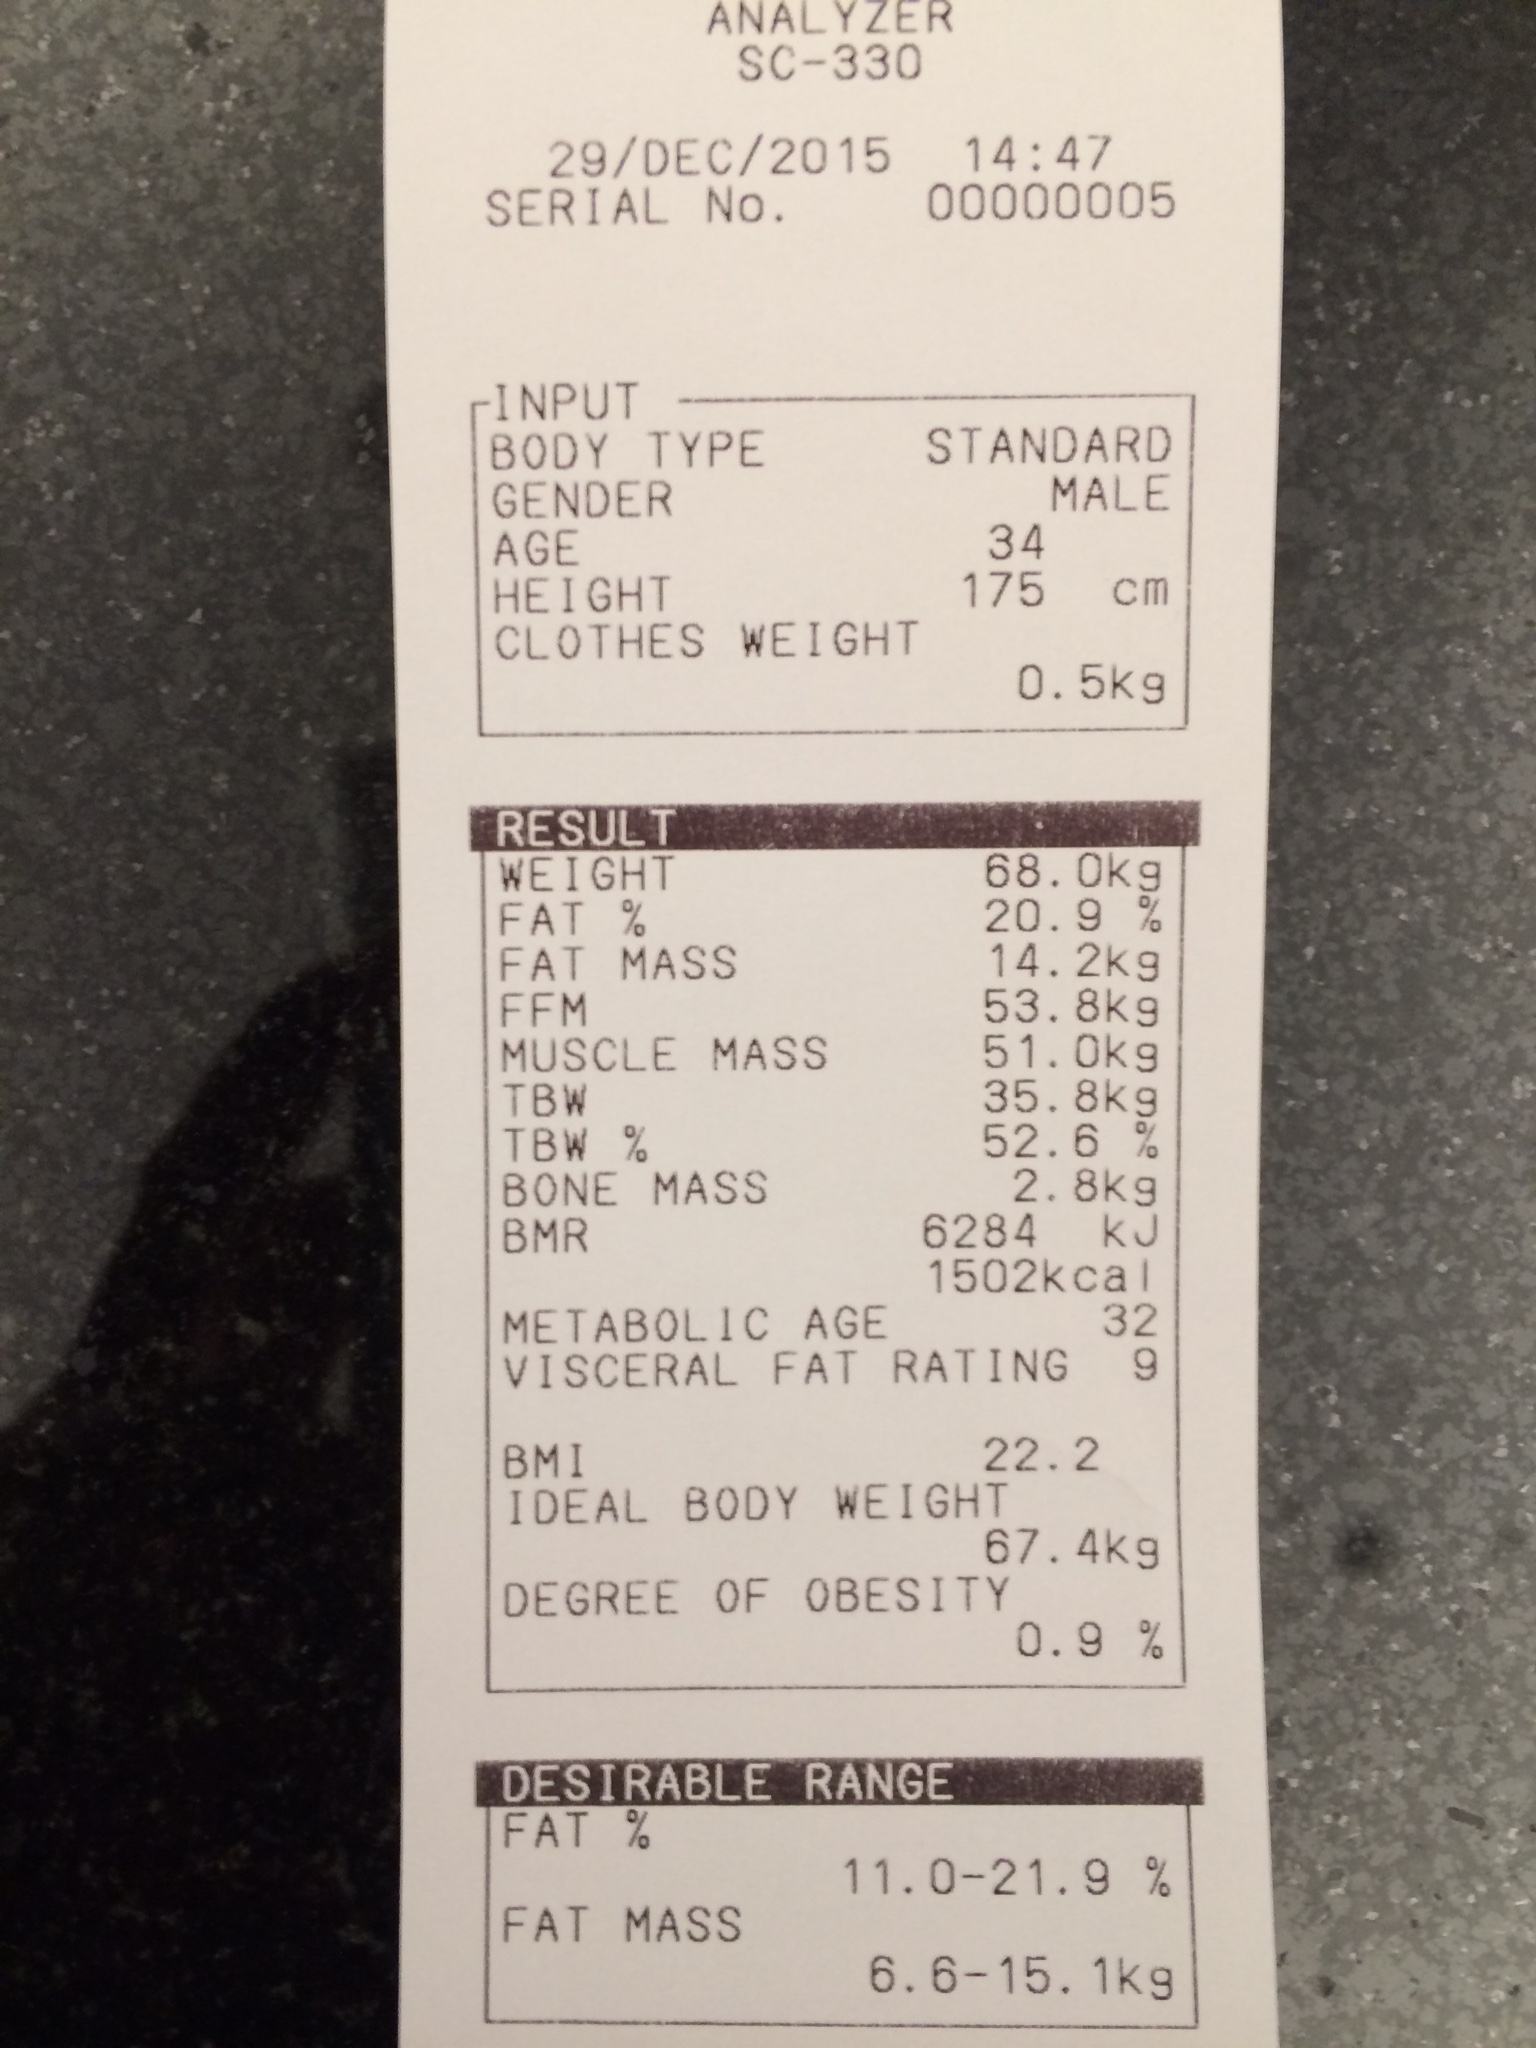 ANALYZER
SC-330
29/DEC/2015 14:47
SERIAL No. 00000005
INPUT
BODY TYPE STANDARD
GENDER MALE
AGE 34
HEIGHT 175 cm
CLOTHES WEIGHT
0.5kg
RESULT
WEIGHT 68.0kg
FAT % 20.9 %
FAT MASS 14.2kg
FFM 53.8kg
MUSCLE MASS 51.0kg
TBW 35.8kg
TBW % 52.6 %
BONE MASS 2.8kg
BMR 6284 kJ
1502kcal
METABOLIC AGE 32
VISCERAL FAT RATING 9
BMI 22.2
IDEAL BODY WEIGHT
67.4kg
DEGREE OF OBESITY
0.9 %
DESIRABLE RANGE
FAT %
11.0-21.9 %
FAT MASS
6.6-15.1kg